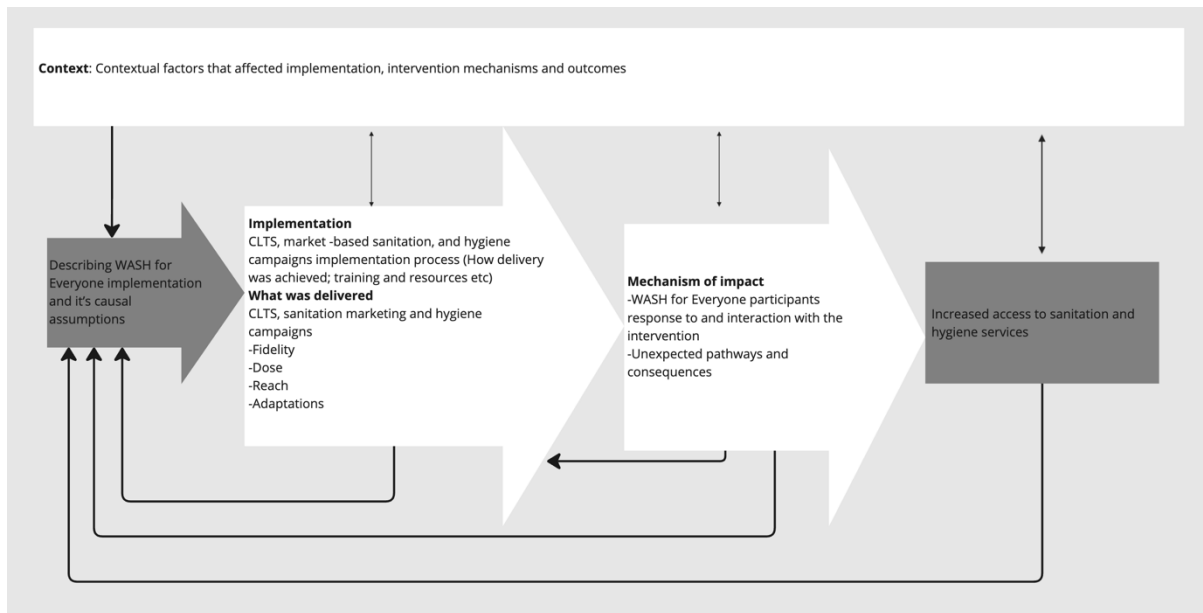 Context: Contextual factors that affected implementation, intervention mechanisms and outcomes
Describing WASH for
Everyone implementation
and it's causal
assumptions
Implementation
CLTS, market -based sanitation, and hygiene
campaigns implementation process (How delivery
was achieved; training and resources etc)
What was delivered
CLTS, sanitation marketing and hygiene
campaigns
-Fidelity
-Dose
-Reach
-Adaptations
Mechanism of impact
-WASH for Everyone participants
response to and interaction with the
intervention
-Unexpected pathways and
consequences
Increased access to sanitation and
hygiene services